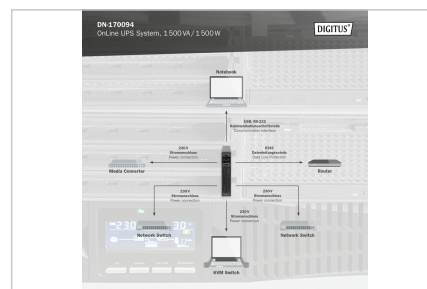 DN-170094
OnLine UPS System, 1500VA / 1500W
DIGITUS®
Notebook
USB, RS-232
Kommunikationsschnittstelle
Communication interface
230V
Stromanschluss
Power connection
RJ45
Datenleitungsschutz
Data Line Protection
Media Converter
Router
230V
Stromanschluss
Power connection
230V
Stromanschluss
Power connection
230V
Stromanschluss
Power connection
Network Switch
Network Switch
KVM Switch
230
30